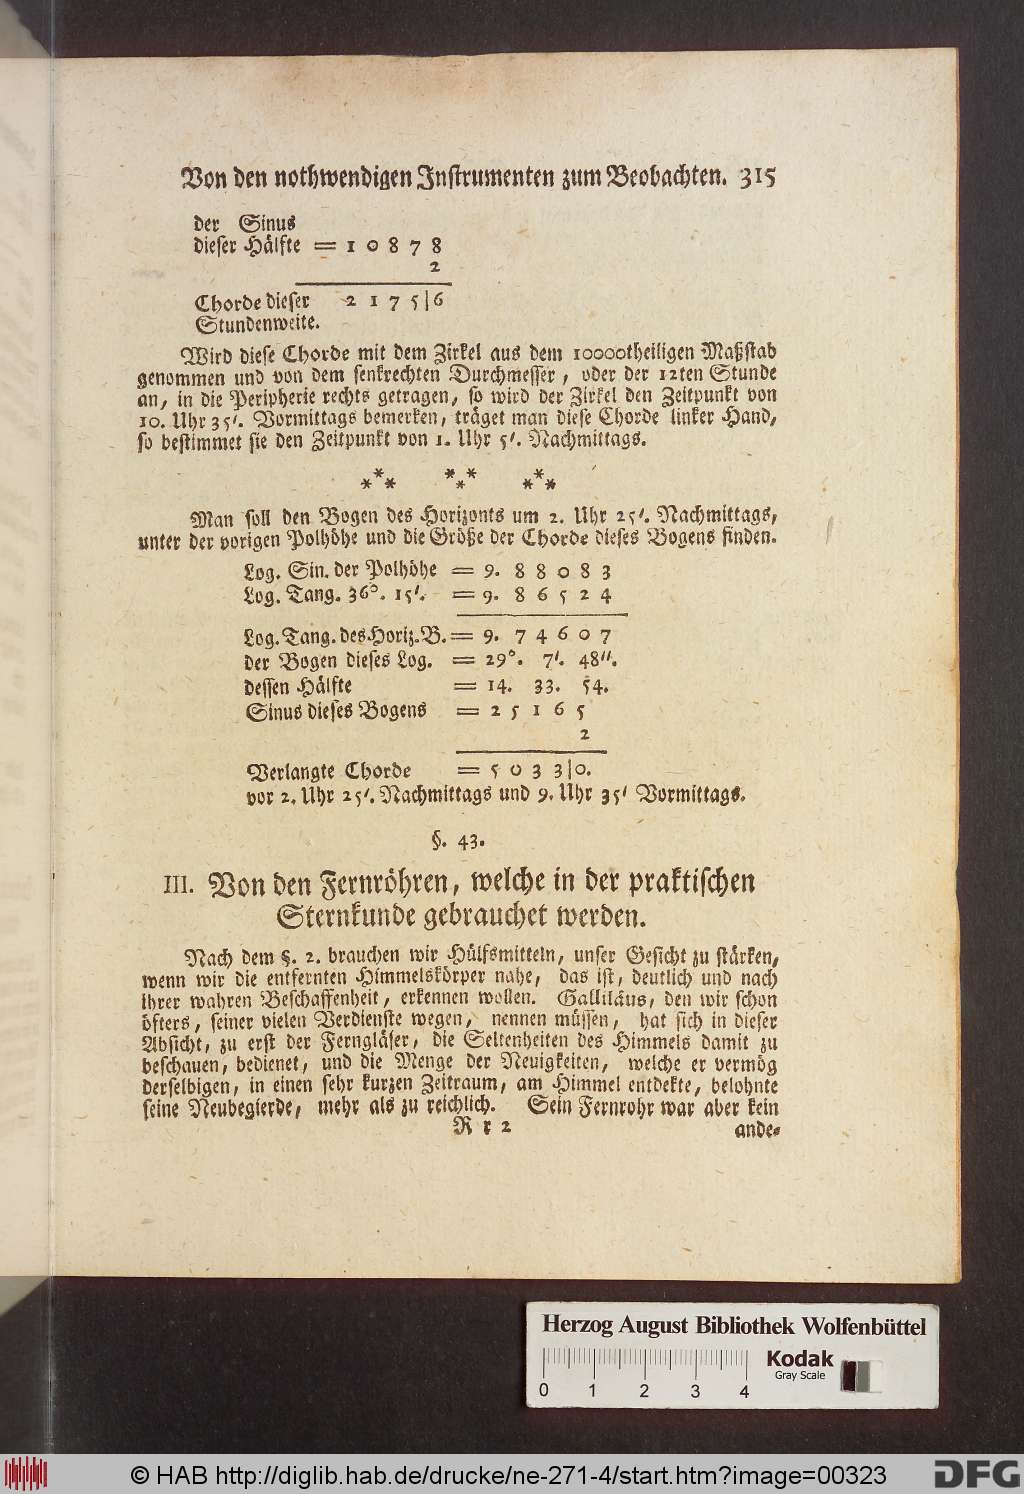 Von den nothwendigen Instrumenten zum Beobachten. 315
der Sinus
dieser Hälfte = 1 0 8 7 8
2
Chorde dieser 2 1 7 5|6
Stundenweite.
Wird diese Chorde mit dem Zirkel aus dem 10000theiligen Maßstab
genommen und von dem senkrechten Durchmesser, oder der 12ten Stunde
an, in die Peripherie rechts getragen, so wird der Zirkel den Zeitpunkt von
10. Uhr 35′. Vormittags bemerken, träget man diese Chorde linker Hand,
so bestimmet sie den Zeitpunkt von 1. Uhr 5′. Nachmittags.
*** *** ***
Man soll den Bogen des Horizonts um 2. Uhr 25′. Nachmittags,
unter der vorigen Polhöhe und die Größe der Chorde dieses Bogens finden.
Log. Sin. der Polhöhe = 9. 8 8 0 8 3
Log. Tang. 36°. 15′. = 9. 8 6 5 2 4
Log. Tang. des Horiz. B. = 9. 7 4 6 0 7
der Bogen dieses Log. = 29°. 7′. 48″.
dessen Hälfte = 14. 33. 54.
Sinus dieses Bogens = 2 5 1 6 5
2
Verlangte Chorde = 5 0 3 3|0.
vor 2. Uhr 25′. Nachmittags und 9. Uhr 35′ Vormittags.
§. 43.
III. Von den Fernröhren, welche in der praktischen
Sternkunde gebrauchet werden.
Nach dem §. 2. brauchen wir Hülfsmitteln, unser Gesicht zu stärken,
wenn wir die entfernten Himmelskörper nahe, das ist, deutlich und nach
ihrer wahren Beschaffenheit, erkennen wollen. Galliläus, den wir schon
öfters, seiner vielen Verdienste wegen, nennen müssen, hat sich in dieser
Absicht, zu erst der Ferngläser, die Seltenheiten des Himmels damit zu
beschauen, bedienet, und die Menge der Neuigkeiten, welche er vermög
derselbigen, in einen sehr kurzen Zeitraum, am Himmel entdekte, belohnte
seine Neubegierde, mehr als zu reichlich. Sein Fernrohr war aber kein
R r 2 ande-
Herzog August Bibliothek Wolfenbüttel
0 1 2 3 4
Kodak
Gray Scale
© HAB http://diglib.hab.de/drucke/ne-271-4/start.htm?image=00323
DFG